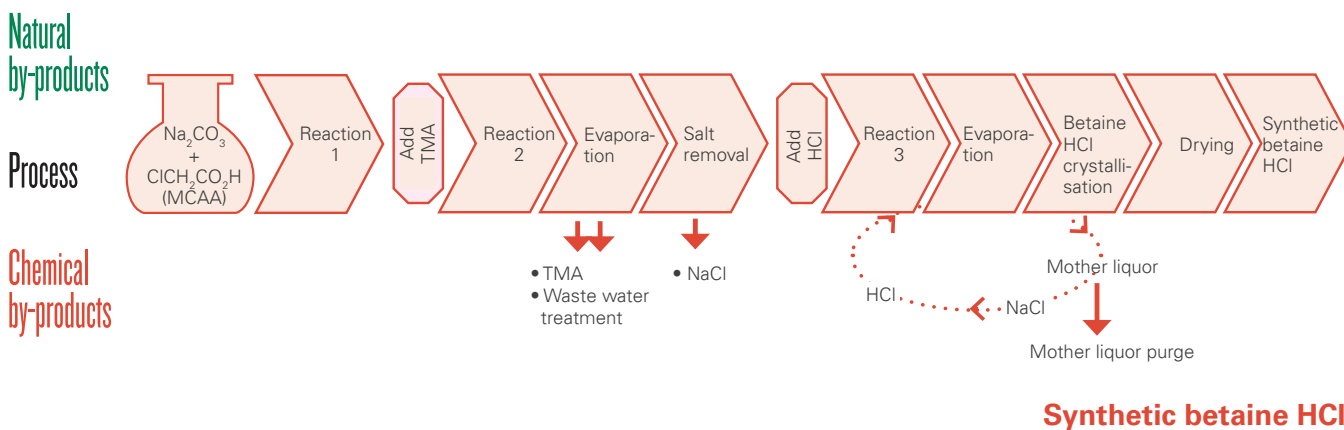 Natural
by-products
Process
Chemical
by-products
Na₂CO₃
+
ClCH₂CO₂H
(MCAA)
Reaction
1
Add
TMA
Reaction
2
Evapora-
tion
Salt
removal
Add
HCl
Reaction
3
Evapora-
tion
Betaine
HCl
crystalli-
sation
Drying
Synthetic
betaine
HCl
• TMA
• Waste water
treatment
• NaCl
Mother liquor
HCl
NaCl
Mother liquor purge
Synthetic betaine HCl